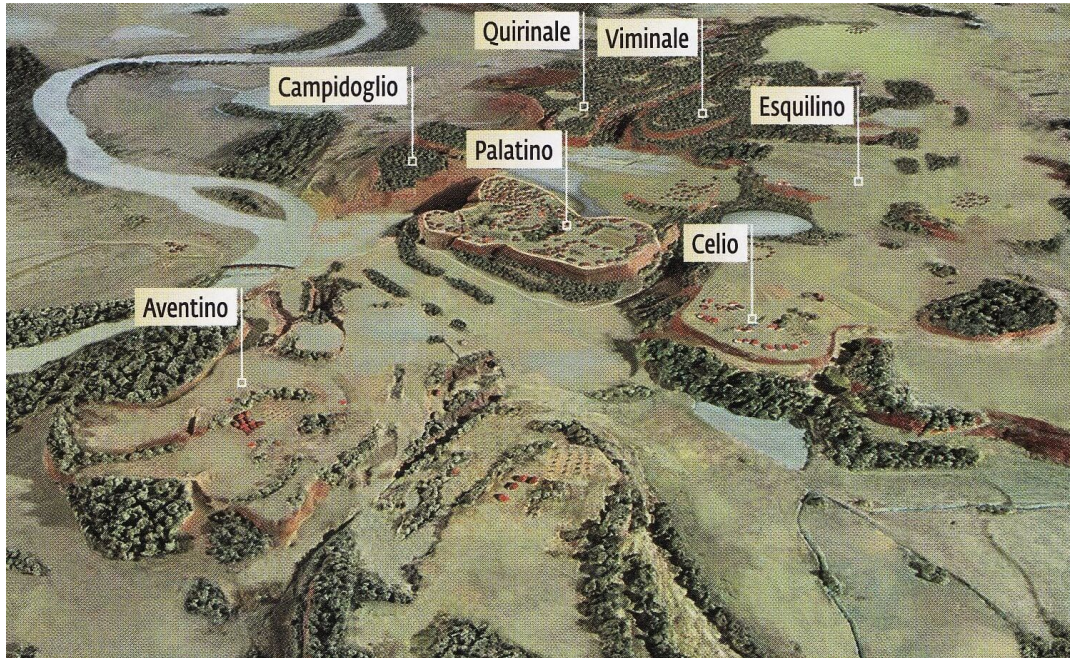 Quirinale
Viminale
Campidoglio
Esquilino
Palatino
Celio
Aventino